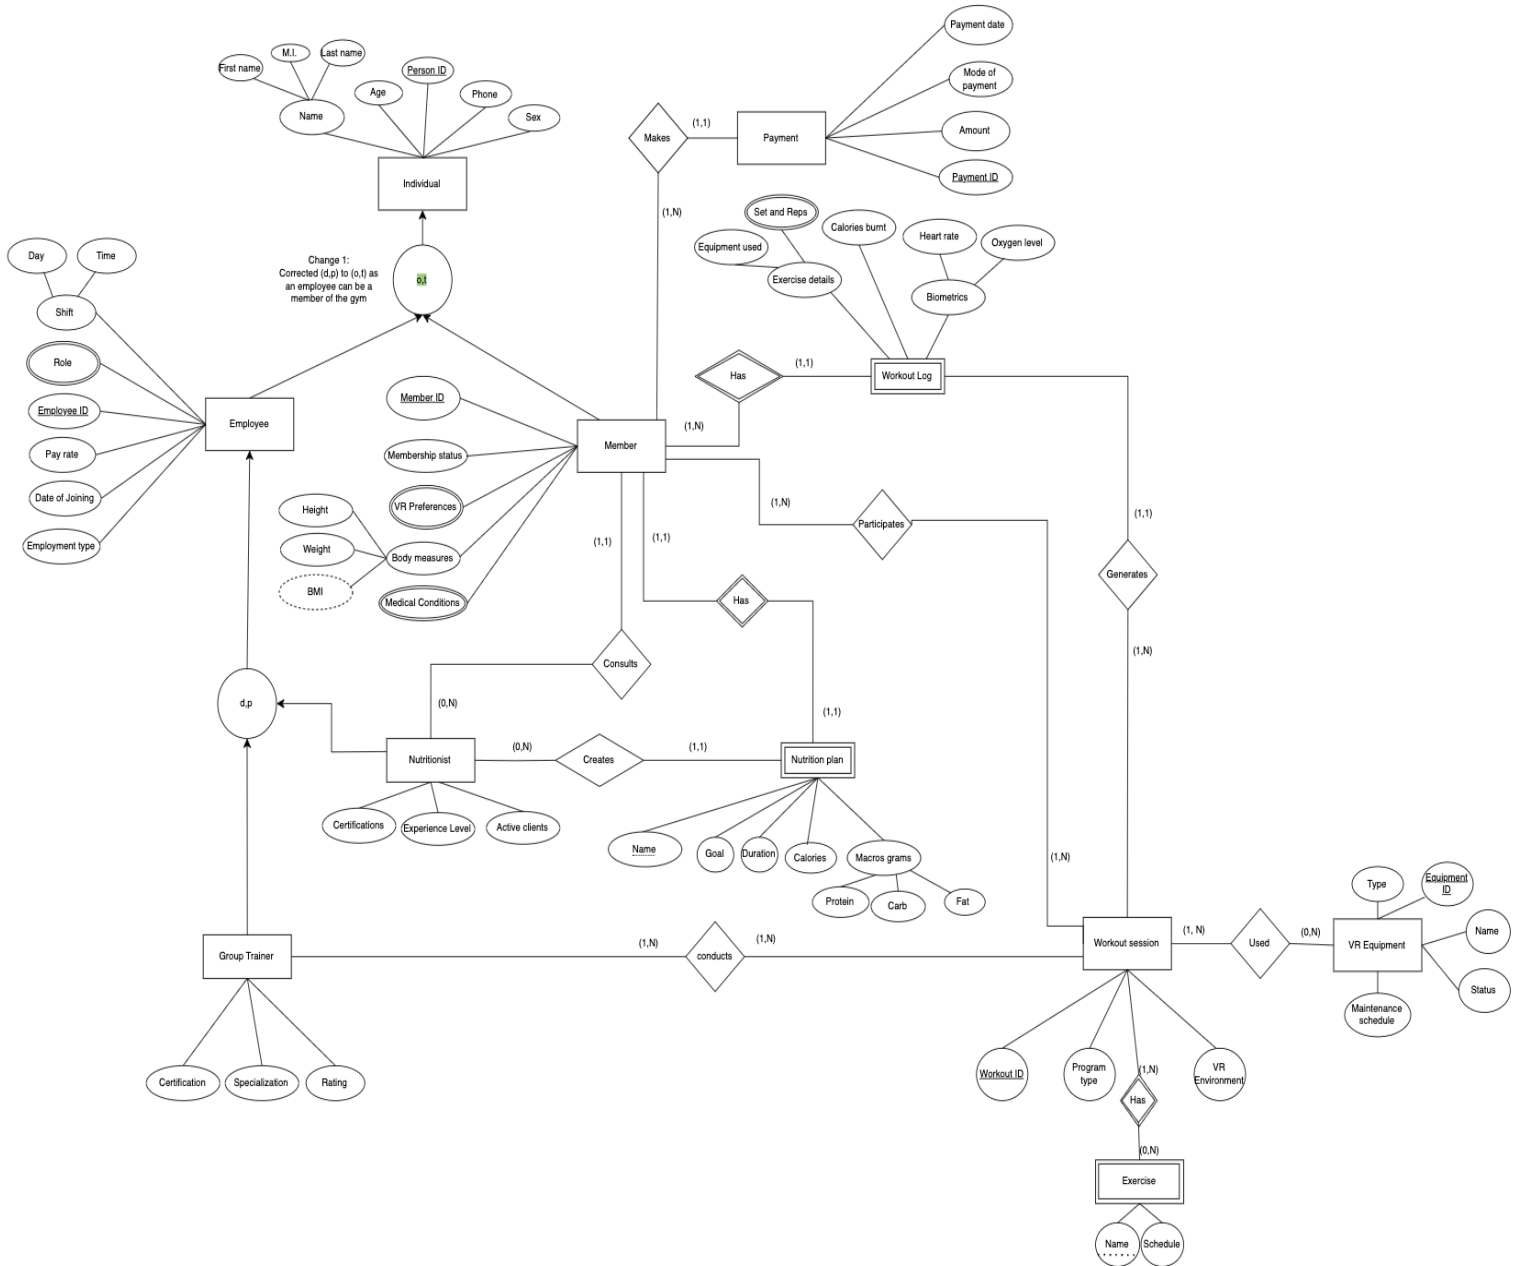 Payment date
Mode of
payment
Amount
Payment ID
Payment
(1,1)
Makes
(1,N)
First name
M.I.
Last name
Name
Age
Person ID
Phone
Sex
Individual
Change 1:
Corrected (d,p) to (o,t) as
an employee can be a
member of the gym
o,t
Day
Time
Shift
Role
Employee ID
Pay rate
Date of Joining
Employment type
Employee
Set and Reps
Equipment used
Exercise details
Calories burnt
Heart rate
Oxygen level
Biometrics
Workout Log
(1,1)
Has
(1,N)
Member ID
Membership status
VR Preferences
Height
Weight
BMI
Body measures
Medical Conditions
Member
(1,N)
Participates
(1,1)
Generates
(1,N)
(1,1)
(1,1)
Has
Consults
(0,N)
(1,1)
d,p
Nutritionist
(0,N)
Creates
(1,1)
Nutrition plan
Certifications
Experience Level
Active clients
Name
Goal
Duration
Calories
Macros grams
Protein
Carb
Fat
(1,N)
Group Trainer
(1,N)
conducts
(1,N)
Workout session
(1, N)
Used
(0,N)
VR Equipment
Type
Equipment
ID
Name
Status
Maintenance
schedule
Certification
Specialization
Rating
Workout ID
Program
type
VR
Environment
(1,N)
Has
(0,N)
Exercise
Name
Schedule